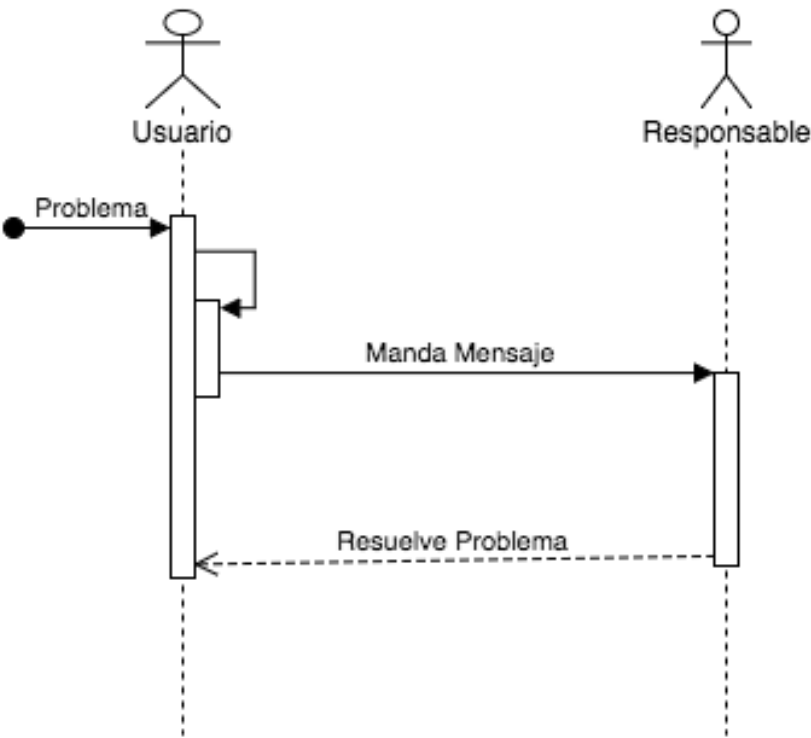 Usuario
Responsable
Problema
Manda Mensaje
Resuelve Problema